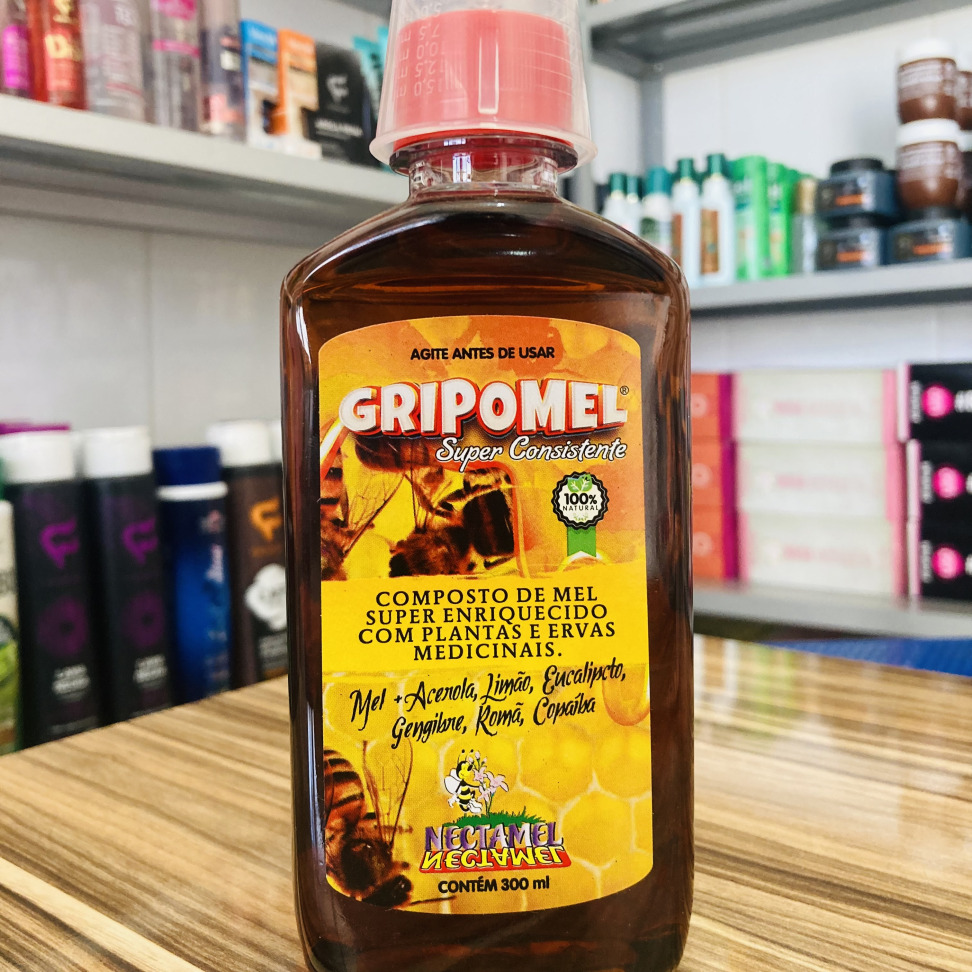 AGITE ANTES DE USAR
GRIPOMEL®
Super Consistente
100%
NATURAL
COMPOSTO DE MEL
SUPER ENRIQUECIDO
COM PLANTAS E ERVAS
MEDICINAIS.
Mel + Acerola, Limão, Eucalipcto,
Gengibre, Romã, Copaíba
NECTAMEL
NECTAMEL
CONTÉM 300 ml